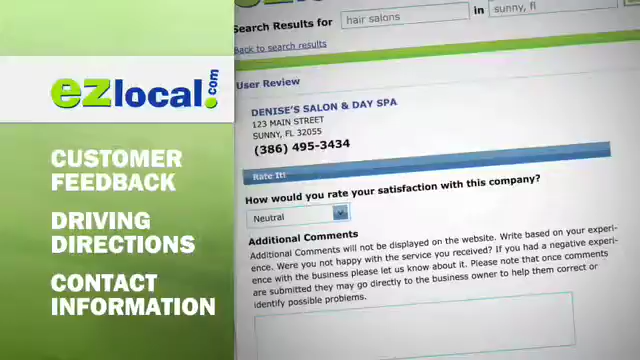 ezlocal.com
CUSTOMER
FEEDBACK
DRIVING
DIRECTIONS
CONTACT
INFORMATION
Search Results for hair salons in sunny, fl
Back to search results
User Review
DENISE'S SALON & DAY SPA
123 MAIN STREET
SUNNY, FL 32055
(386) 495-3434
Rate It!
How would you rate your satisfaction with this company?
Neutral
Additional Comments
Additional Comments will not be displayed on the website. Write based on your experi-
ence. Were you not happy with the service you received? If you had a negative experi-
ence with the business please let us know about it. Please note that once comments
are submitted they may go directly to the business owner to help them correct or
identify possible problems.